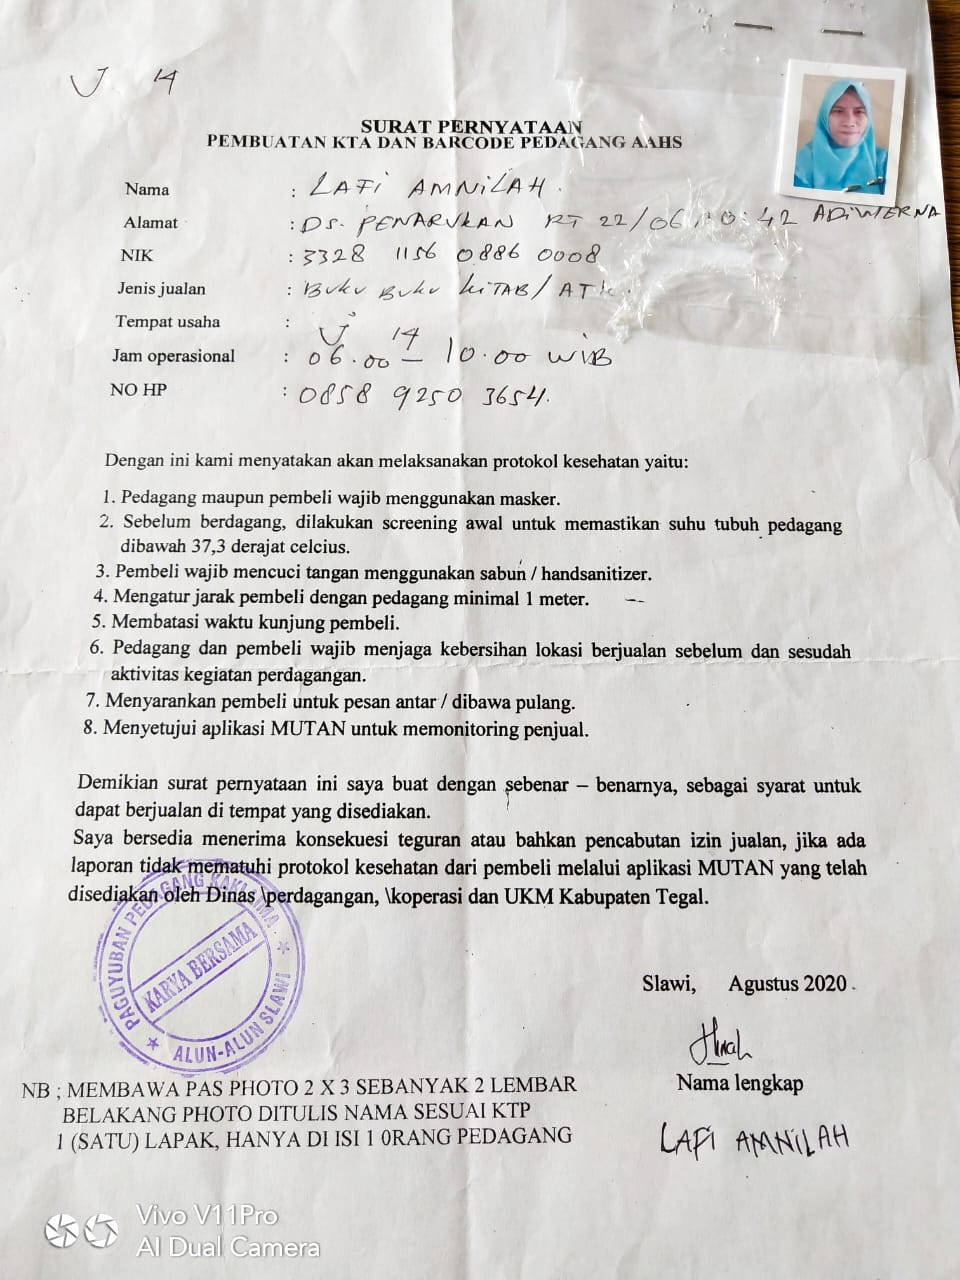 U 14
SURAT PERNYATAAN
PEMBUATAN KTA DAN BARCODE PEDAGANG AAHS
Nama : LAFI AMNILAH.
Alamat : DS. PENARUKAN RT 22/06 10:42 ADIWERNA
NIK : 3328 1156 0886 0008
Jenis jualan : BUKU BUKU KITAB / ATK.
Tempat usaha : U 14
Jam operasional : 06.00 – 10.00 WIB
NO HP : 0858 9250 3654.
Dengan ini kami menyatakan akan melaksanakan protokol kesehatan yaitu:
1. Pedagang maupun pembeli wajib menggunakan masker.
2. Sebelum berdagang, dilakukan screening awal untuk memastikan suhu tubuh pedagang
dibawah 37,3 derajat celcius.
3. Pembeli wajib mencuci tangan menggunakan sabun / handsanitizer.
4. Mengatur jarak pembeli dengan pedagang minimal 1 meter.
5. Membatasi waktu kunjung pembeli.
6. Pedagang dan pembeli wajib menjaga kebersihan lokasi berjualan sebelum dan sesudah
aktivitas kegiatan perdagangan.
7. Menyarankan pembeli untuk pesan antar / dibawa pulang.
8. Menyetujui aplikasi MUTAN untuk memonitoring penjual.
Demikian surat pernyataan ini saya buat dengan sebenar – benarnya, sebagai syarat untuk
dapat berjualan di tempat yang disediakan.
Saya bersedia menerima konsekuesi teguran atau bahkan pencabutan izin jualan, jika ada
laporan tidak mematuhi protokol kesehatan dari pembeli melalui aplikasi MUTAN yang telah
disediakan oleh Dinas \perdagangan, \koperasi dan UKM Kabupaten Tegal.
PAGUYUBAN PEDAGANG KAKI LIMA
KARYA BERSAMA
ALUN-ALUN SLAWI
Slawi, Agustus 2020
Nama lengkap
LAFI AMNILAH
NB ; MEMBAWA PAS PHOTO 2 X 3 SEBANYAK 2 LEMBAR
BELAKANG PHOTO DITULIS NAMA SESUAI KTP
1 (SATU) LAPAK, HANYA DI ISI 1 0RANG PEDAGANG
Vivo V11Pro
AI Dual Camera